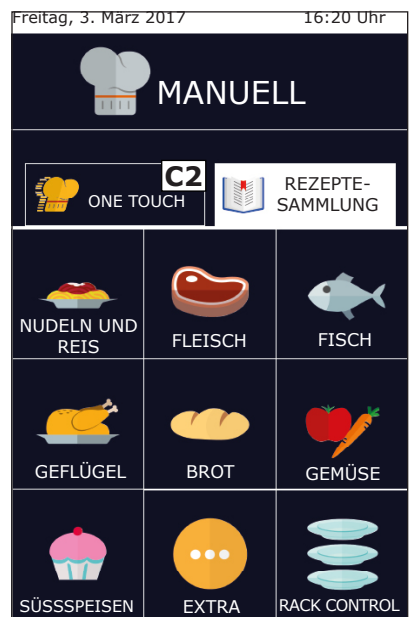 Freitag, 3. März 2017 16:20 Uhr
MANUELL
C2
ONE TOUCH
REZEPTE-
SAMMLUNG
NUDELN UND
REIS
FLEISCH
FISCH
GEFLÜGEL
BROT
GEMÜSE
SÜSSSPEISEN
EXTRA
RACK CONTROL